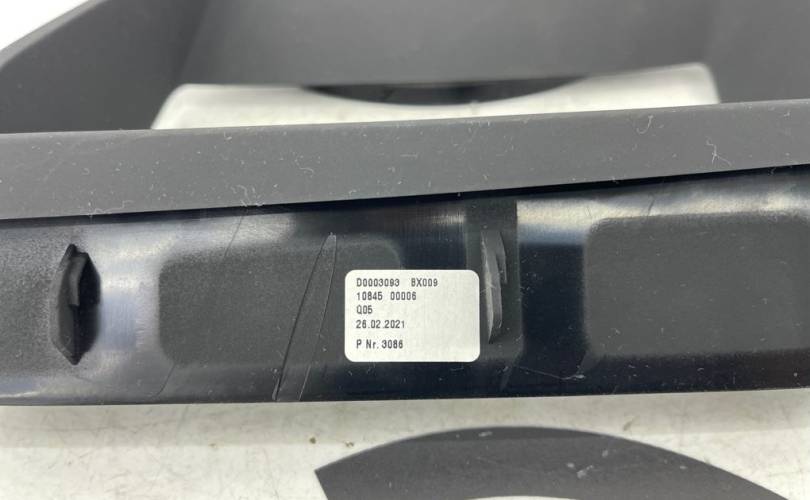 D0003093 BX009
10845 00006
Q05
26.02.2021
P Nr. 3086